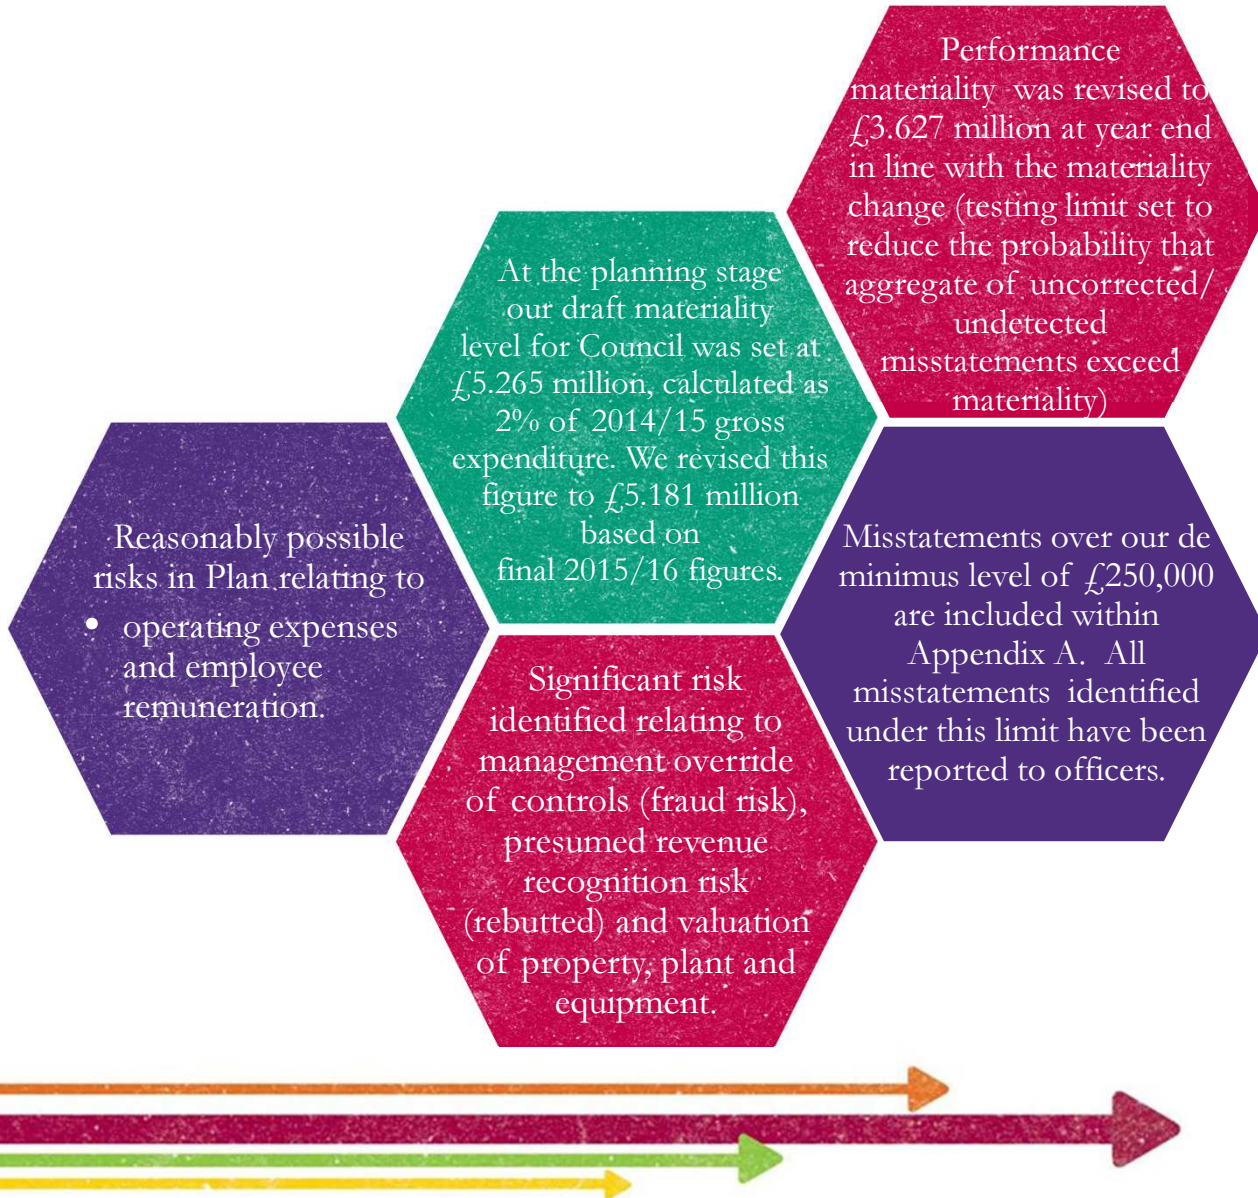 Performance
materiality was revised to
£3.627 million at year end
in line with the materiality
change (testing limit set to
reduce the probability that
aggregate of uncorrected/
undetected
misstatements exceed
materiality)
At the planning stage
our draft materiality
level for Council was set at
£5.265 million, calculated as
2% of 2014/15 gross
expenditure. We revised this
figure to £5.181 million
based on
final 2015/16 figures.
Reasonably possible
risks in Plan relating to
• operating expenses
and employee
remuneration.
Misstatements over our de
minimus level of £250,000
are included within
Appendix A. All
misstatements identified
under this limit have been
reported to officers.
Significant risk
identified relating to
management override
of controls (fraud risk),
presumed revenue
recognition risk
(rebutted) and valuation
of property, plant and
equipment.